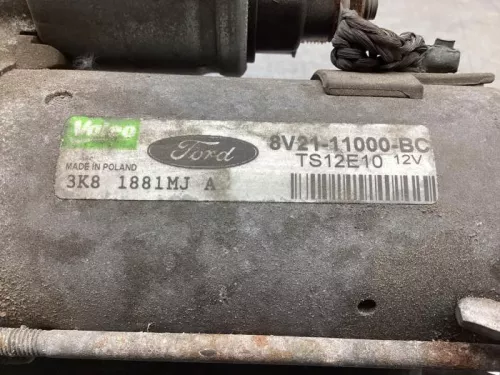 Valeo
MADE IN POLAND
3K8 1881MJ A
Ford
8V21-11000-BC
TS12E10 12V